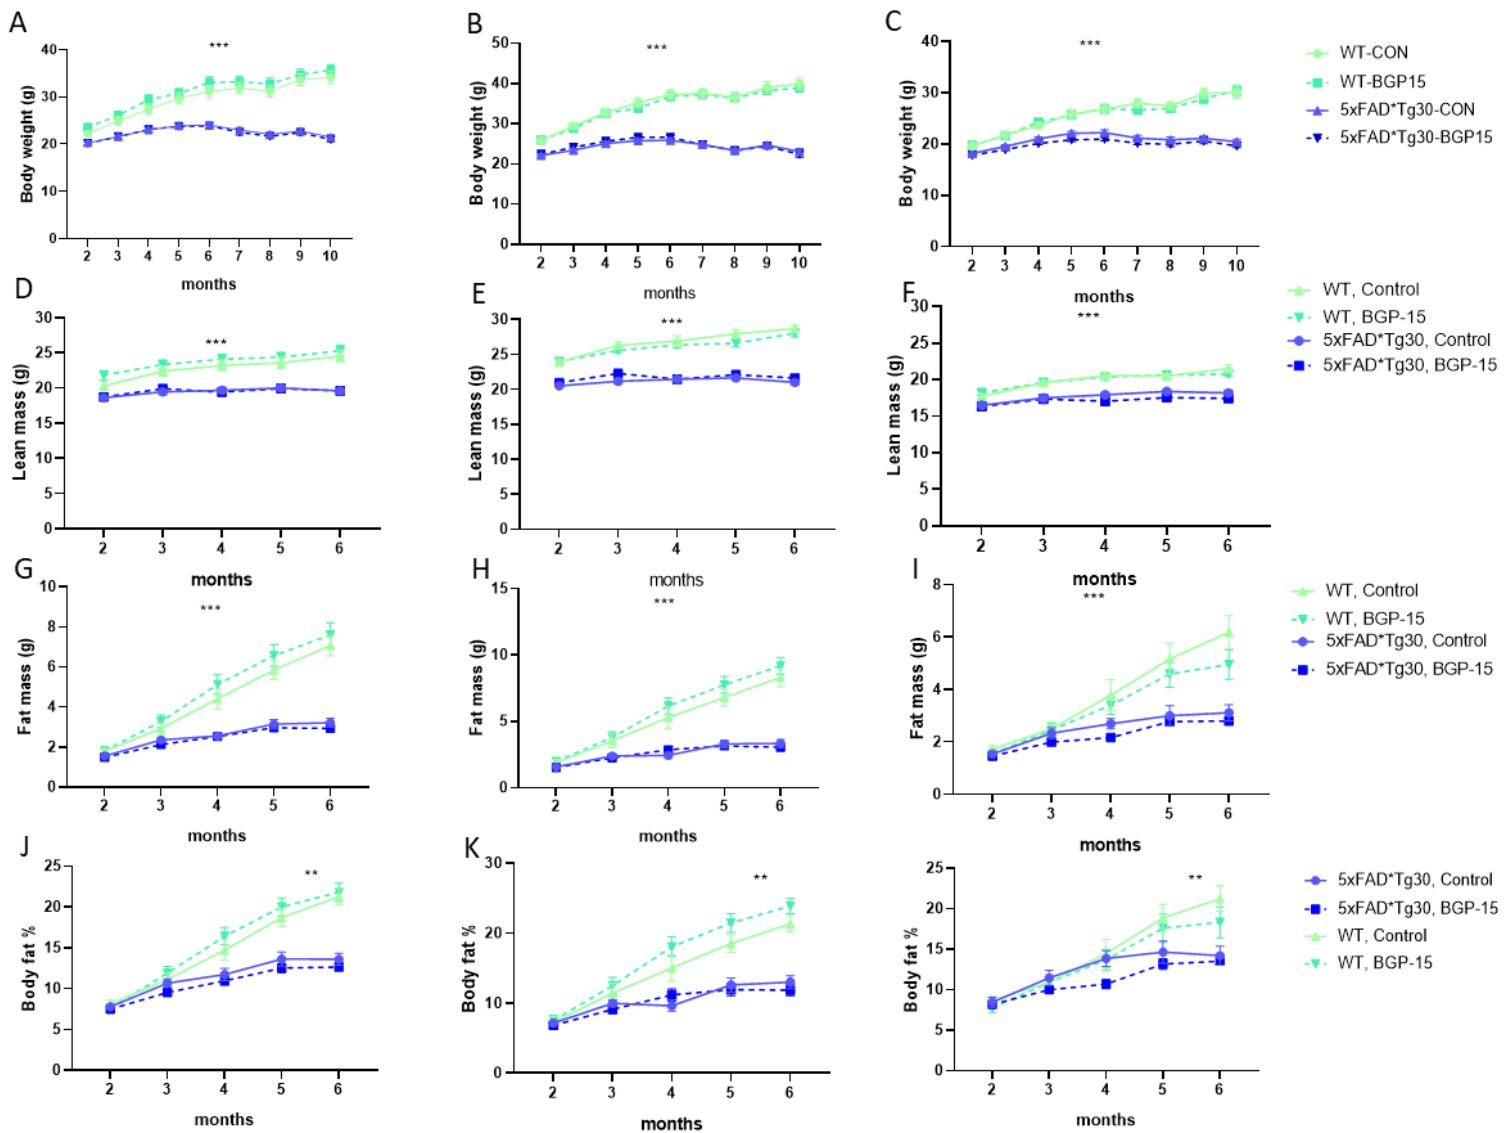 A
***
40
30
20
10
0
Body weight (g)
2 3 4 5 6 7 8 9 10
months
B
***
50
40
30
20
10
0
Body weight (g)
2 3 4 5 6 7 8 9 10
months
C
***
40
30
20
10
0
Body weight (g)
2 3 4 5 6 7 8 9 10
months
WT-CON
WT-BGP15
5xFAD*Tg30-CON
5xFAD*Tg30-BGP15
D
***
30
25
20
15
10
5
0
Lean mass (g)
2 3 4 5 6
months
E
***
30
25
20
15
10
5
0
Lean mass (g)
2 3 4 5 6
months
F
***
30
25
20
15
10
5
0
Lean mass (g)
2 3 4 5 6
months
WT, Control
WT, BGP-15
5xFAD*Tg30, Control
5xFAD*Tg30, BGP-15
G
***
10
8
6
4
2
0
Fat mass (g)
2 3 4 5 6
months
H
***
15
10
5
0
Fat mass (g)
2 3 4 5 6
months
I
***
8
6
4
2
0
Fat mass (g)
2 3 4 5 6
months
WT, Control
WT, BGP-15
5xFAD*Tg30, Control
5xFAD*Tg30, BGP-15
J
**
25
20
15
10
5
0
Body fat %
2 3 4 5 6
months
K
**
30
20
10
0
Body fat %
2 3 4 5 6
months
**
25
20
15
10
5
0
Body fat %
2 3 4 5 6
months
5xFAD*Tg30, Control
5xFAD*Tg30, BGP-15
WT, Control
WT, BGP-15